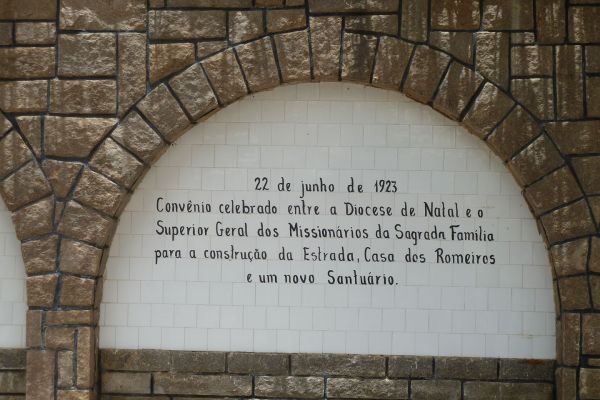 22 de junho de 1923
Convênio celebrado entre a Diocese de Natal e o
Superior Geral dos Missionários da Sagrada Família
para a construção da Estrada, Casa dos Romeiros
e um novo Santuário.